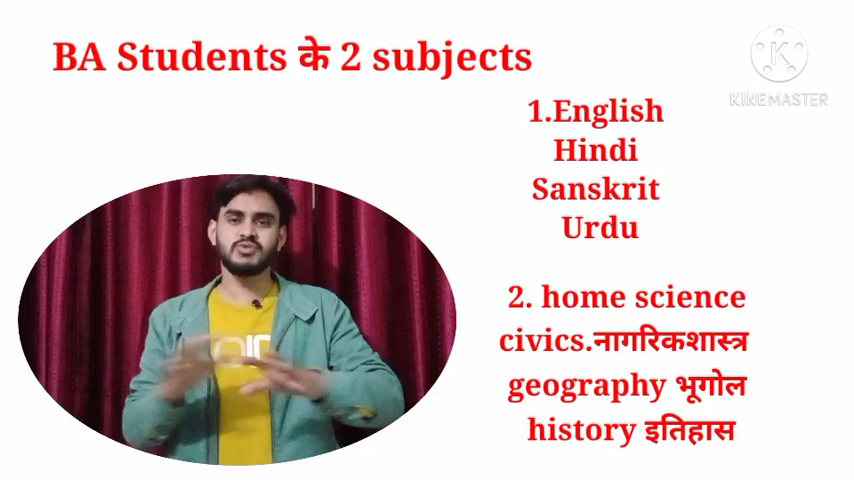 BA Students के 2 subjects
KINEMASTER
1.English
Hindi
Sanskrit
Urdu
2. home science
civics.नागरिकशास्त्र
geography भूगोल
history इतिहास